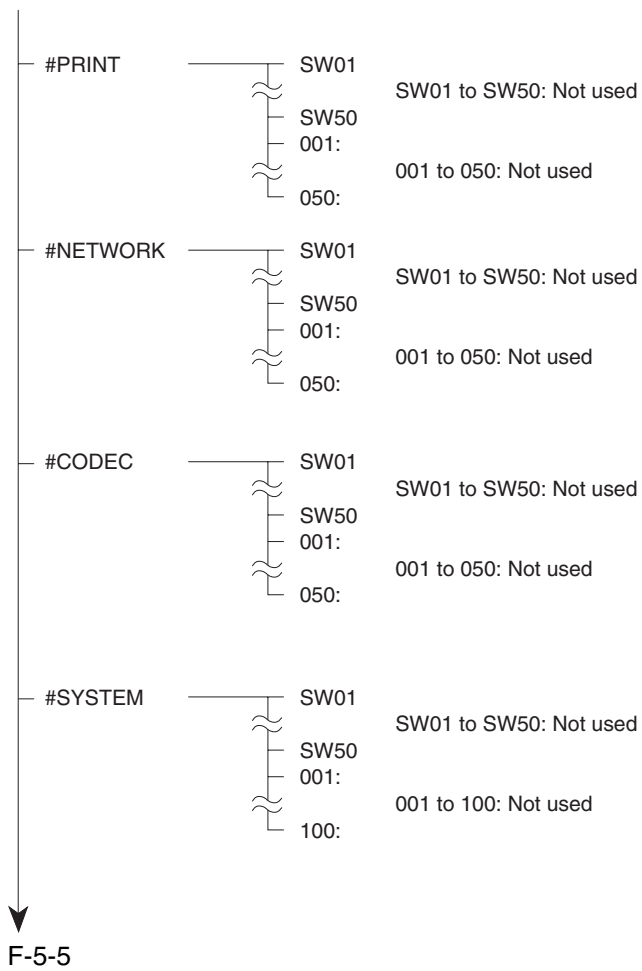 #PRINT SW01
SW01 to SW50: Not used
SW50
001:
001 to 050: Not used
050:
#NETWORK SW01
SW01 to SW50: Not used
SW50
001:
001 to 050: Not used
050:
#CODEC SW01
SW01 to SW50: Not used
SW50
001:
001 to 050: Not used
050:
#SYSTEM SW01
SW01 to SW50: Not used
SW50
001:
001 to 100: Not used
100:
F-5-5